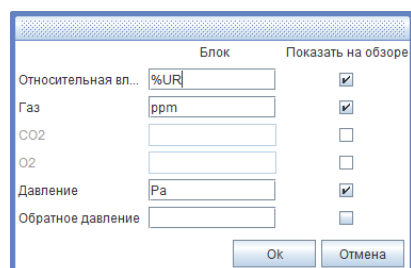 Блок Показать на обзоре
Относительная вл... %UR
Газ ppm
CO2
O2
Давление Pa
Обратное давление
Ok Отмена